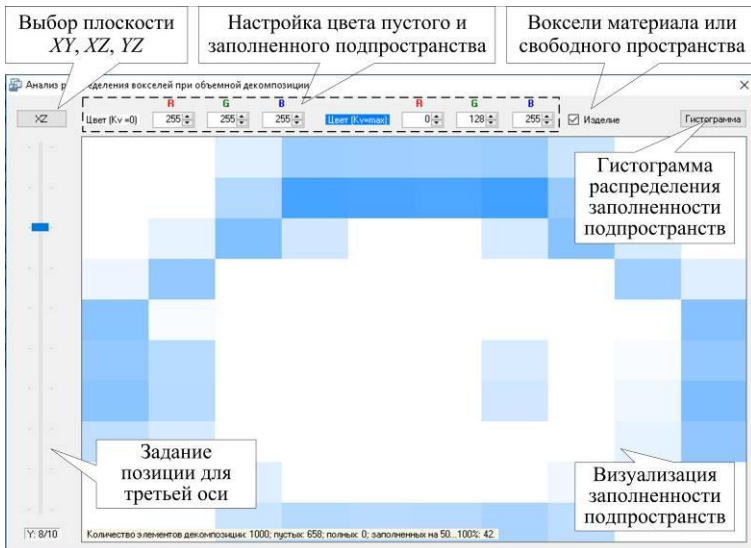 Выбор плоскости
XY, XZ, YZ
Настройка цвета пустого и
заполненного подпространства
Воксели материала или
свободного пространства
Анализ распределения вокселей при объемной декомпозиции
R G B R G B
XZ Цвет (Kv =0) 255 255 255 Цвет (Kv=max) 0 128 255 Изделие Гистограмма
Гистограмма
распределения
заполненности
подпространств
Задание
позиции для
третьей оси
Визуализация
заполненности
подпространств
Y: 8/10 Количество элементов декомпозиции: 1000; пустых: 658; полных: 0; заполненных на 50...100%: 42.